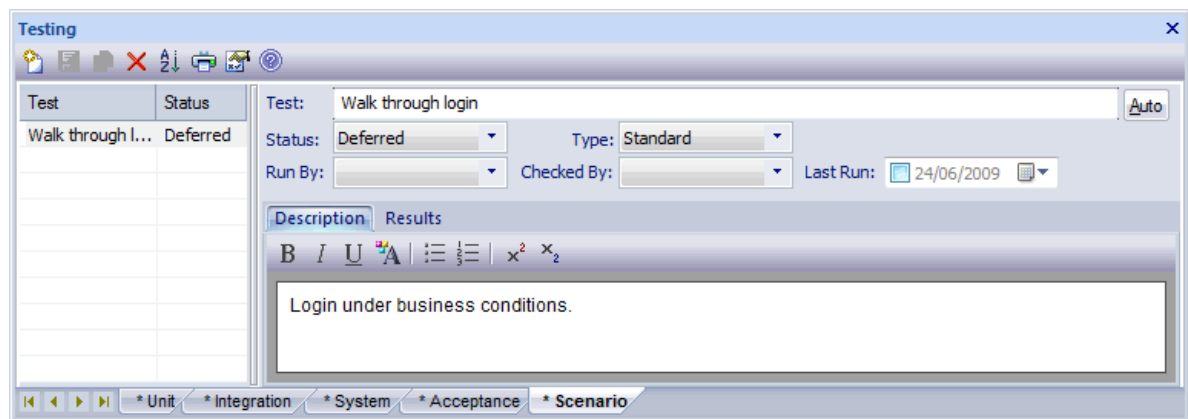 Testing
Test Status
Walk through l... Deferred
Test: Walk through login Auto
Status: Deferred Type: Standard
Run By: Checked By: Last Run: 24/06/2009
Description Results
B I U A x² x₂
Login under business conditions.
* Unit * Integration * System * Acceptance * Scenario